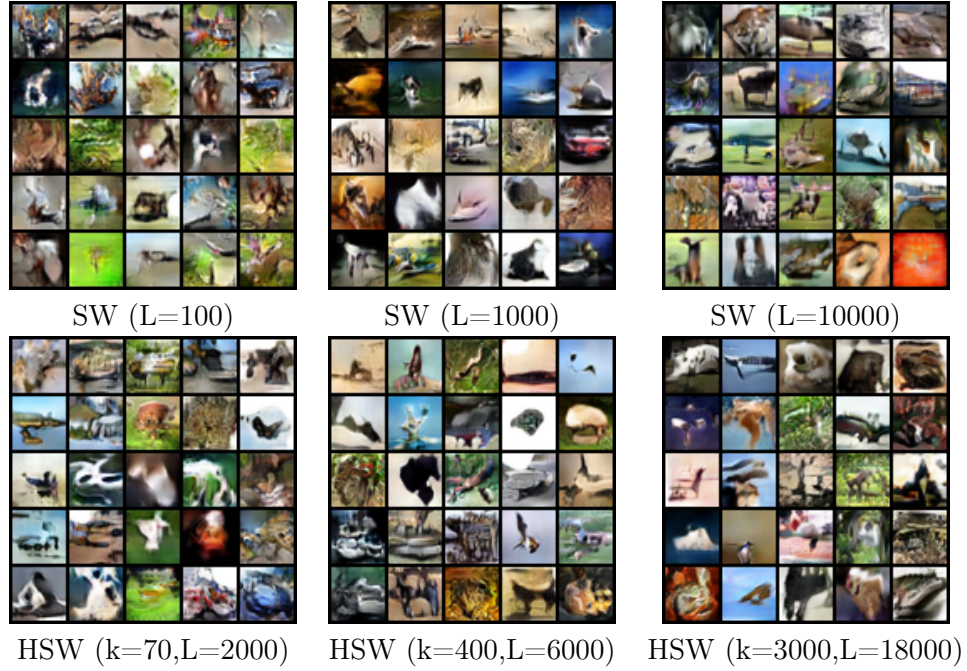 SW (L=100)
SW (L=1000)
SW (L=10000)
HSW (k=70,L=2000)
HSW (k=400,L=6000)
HSW (k=3000,L=18000)